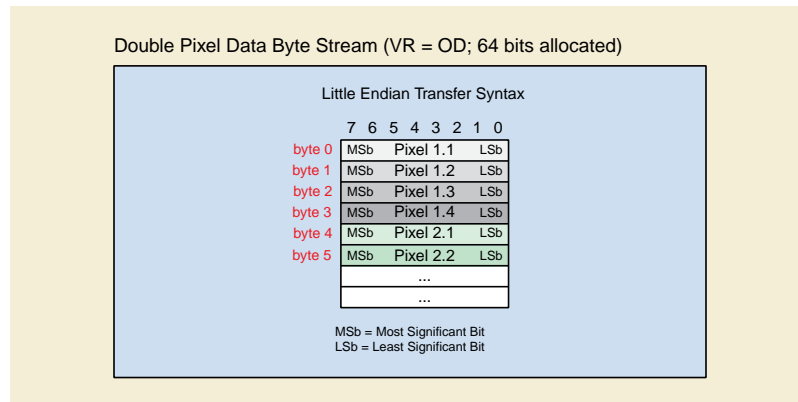 Double Pixel Data Byte Stream (VR = OD; 64 bits allocated)
Little Endian Transfer Syntax
7 6 5 4 3 2 1 0
byte 0 MSb Pixel 1.1 LSb
byte 1 MSb Pixel 1.2 LSb
byte 2 MSb Pixel 1.3 LSb
byte 3 MSb Pixel 1.4 LSb
byte 4 MSb Pixel 2.1 LSb
byte 5 MSb Pixel 2.2 LSb
...
...
MSb = Most Significant Bit
LSb = Least Significant Bit